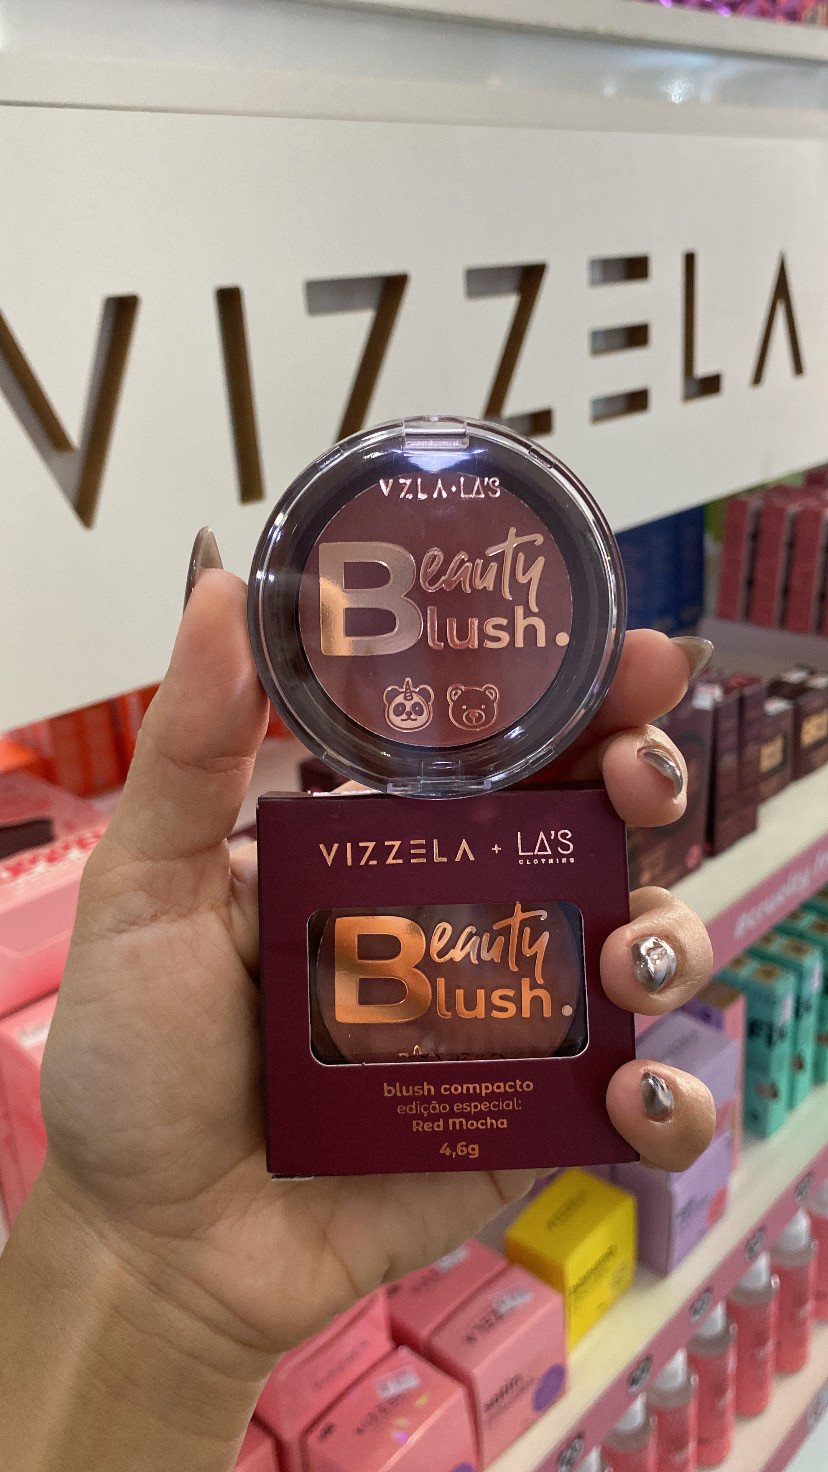 VIZZELA
VZLA·LA'S
Beauty
Blush.
VIZZELA + LA'S
CLOTHING
Beauty
Blush.
blush compacto
edição especial:
Red Mocha
4,6g